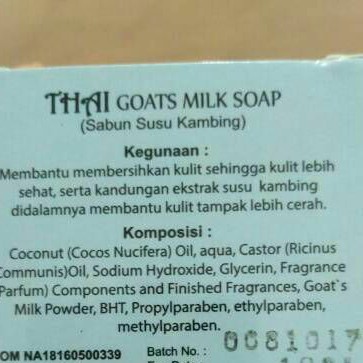 THAI GOATS MILK SOAP
(Sabun Susu Kambing)
Kegunaan :
Membantu membersihkan kulit sehingga kulit lebih
sehat, serta kandungan ekstrak susu kambing
didalamnya membantu kulit tampak lebih cerah.
Komposisi :
Coconut (Cocos Nucifera) Oil, aqua, Castor (Ricinus
Communis)Oil, Sodium Hydroxide, Glycerin, Fragrance
Parfum) Components and Finished Fragrances, Goat`s
Milk Powder, BHT, Propylparaben, ethylparaben,
methylparaben.
OM NA18160500339
Batch No. : 0081017